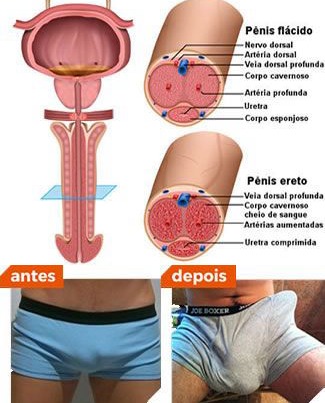 Pênis flácido
Nervo dorsal
Artéria dorsal
Veia dorsal profunda
Corpo cavernoso
Artéria profunda
Uretra
Corpo esponjoso
Pênis ereto
Veia dorsal profunda
Corpo cavernoso
cheio de sangue
Artérias aumentadas
Uretra comprimida
antes
depois
JOE BOXER